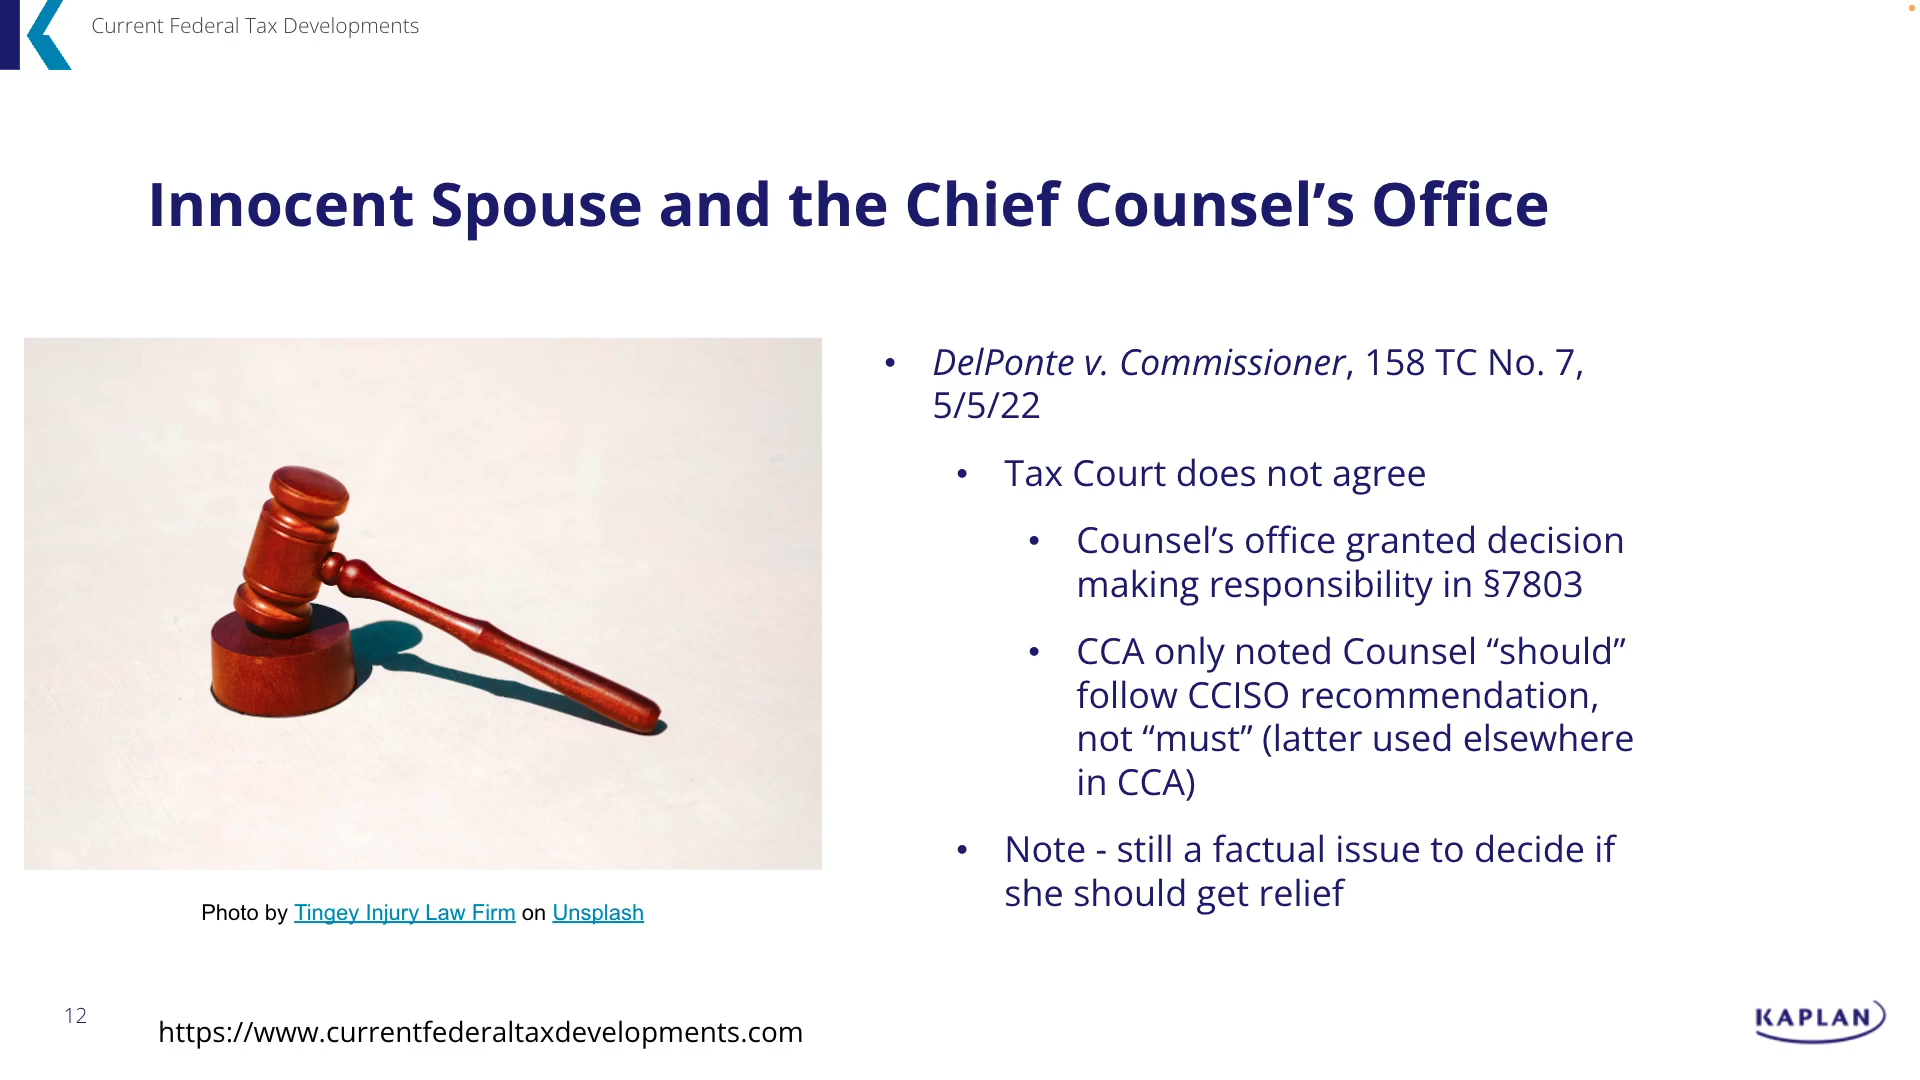 Current Federal Tax Developments
Innocent Spouse and the Chief Counsel’s Office
• DelPonte v. Commissioner, 158 TC No. 7,
5/5/22
• Tax Court does not agree
• Counsel’s office granted decision
making responsibility in §7803
• CCA only noted Counsel “should”
follow CCISO recommendation,
not “must” (latter used elsewhere
in CCA)
• Note - still a factual issue to decide if
she should get relief
Photo by Tingey Injury Law Firm on Unsplash
12
https://www.currentfederaltaxdevelopments.com
KAPLAN